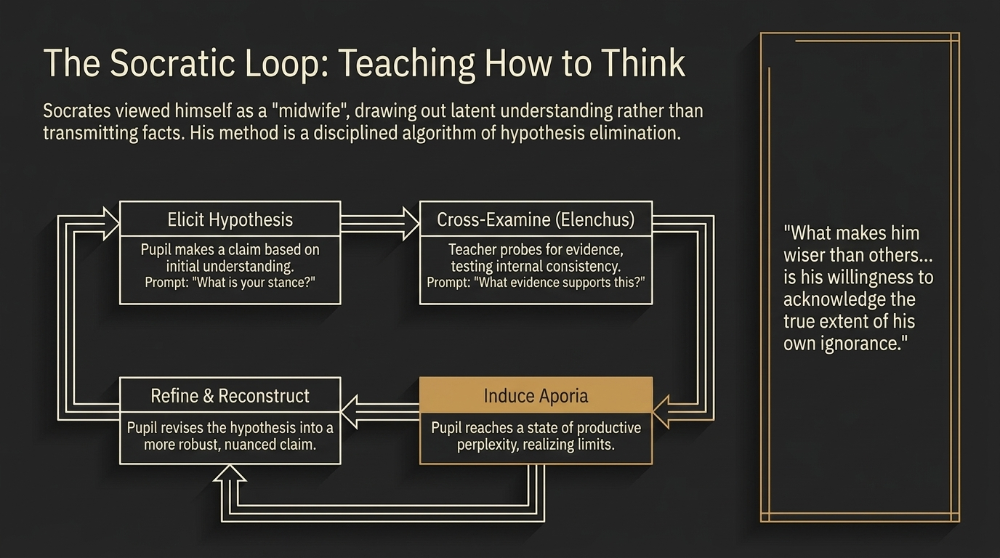 The Socratic Loop: Teaching How to Think
Socrates viewed himself as a "midwife", drawing out latent understanding rather than
transmitting facts. His method is a disciplined algorithm of hypothesis elimination.
Elicit Hypothesis
Pupil makes a claim based on
initial understanding.
Prompt: "What is your stance?"
Cross-Examine (Elenchus)
Teacher probes for evidence,
testing internal consistency.
Prompt: "What evidence supports this?"
Induce Aporia
Pupil reaches a state of productive
perplexity, realizing limits.
Refine & Reconstruct
Pupil revises the hypothesis into a
more robust, nuanced claim.
"What makes him
wiser than others...
is his willingness to
acknowledge the
true extent of his
own ignorance."